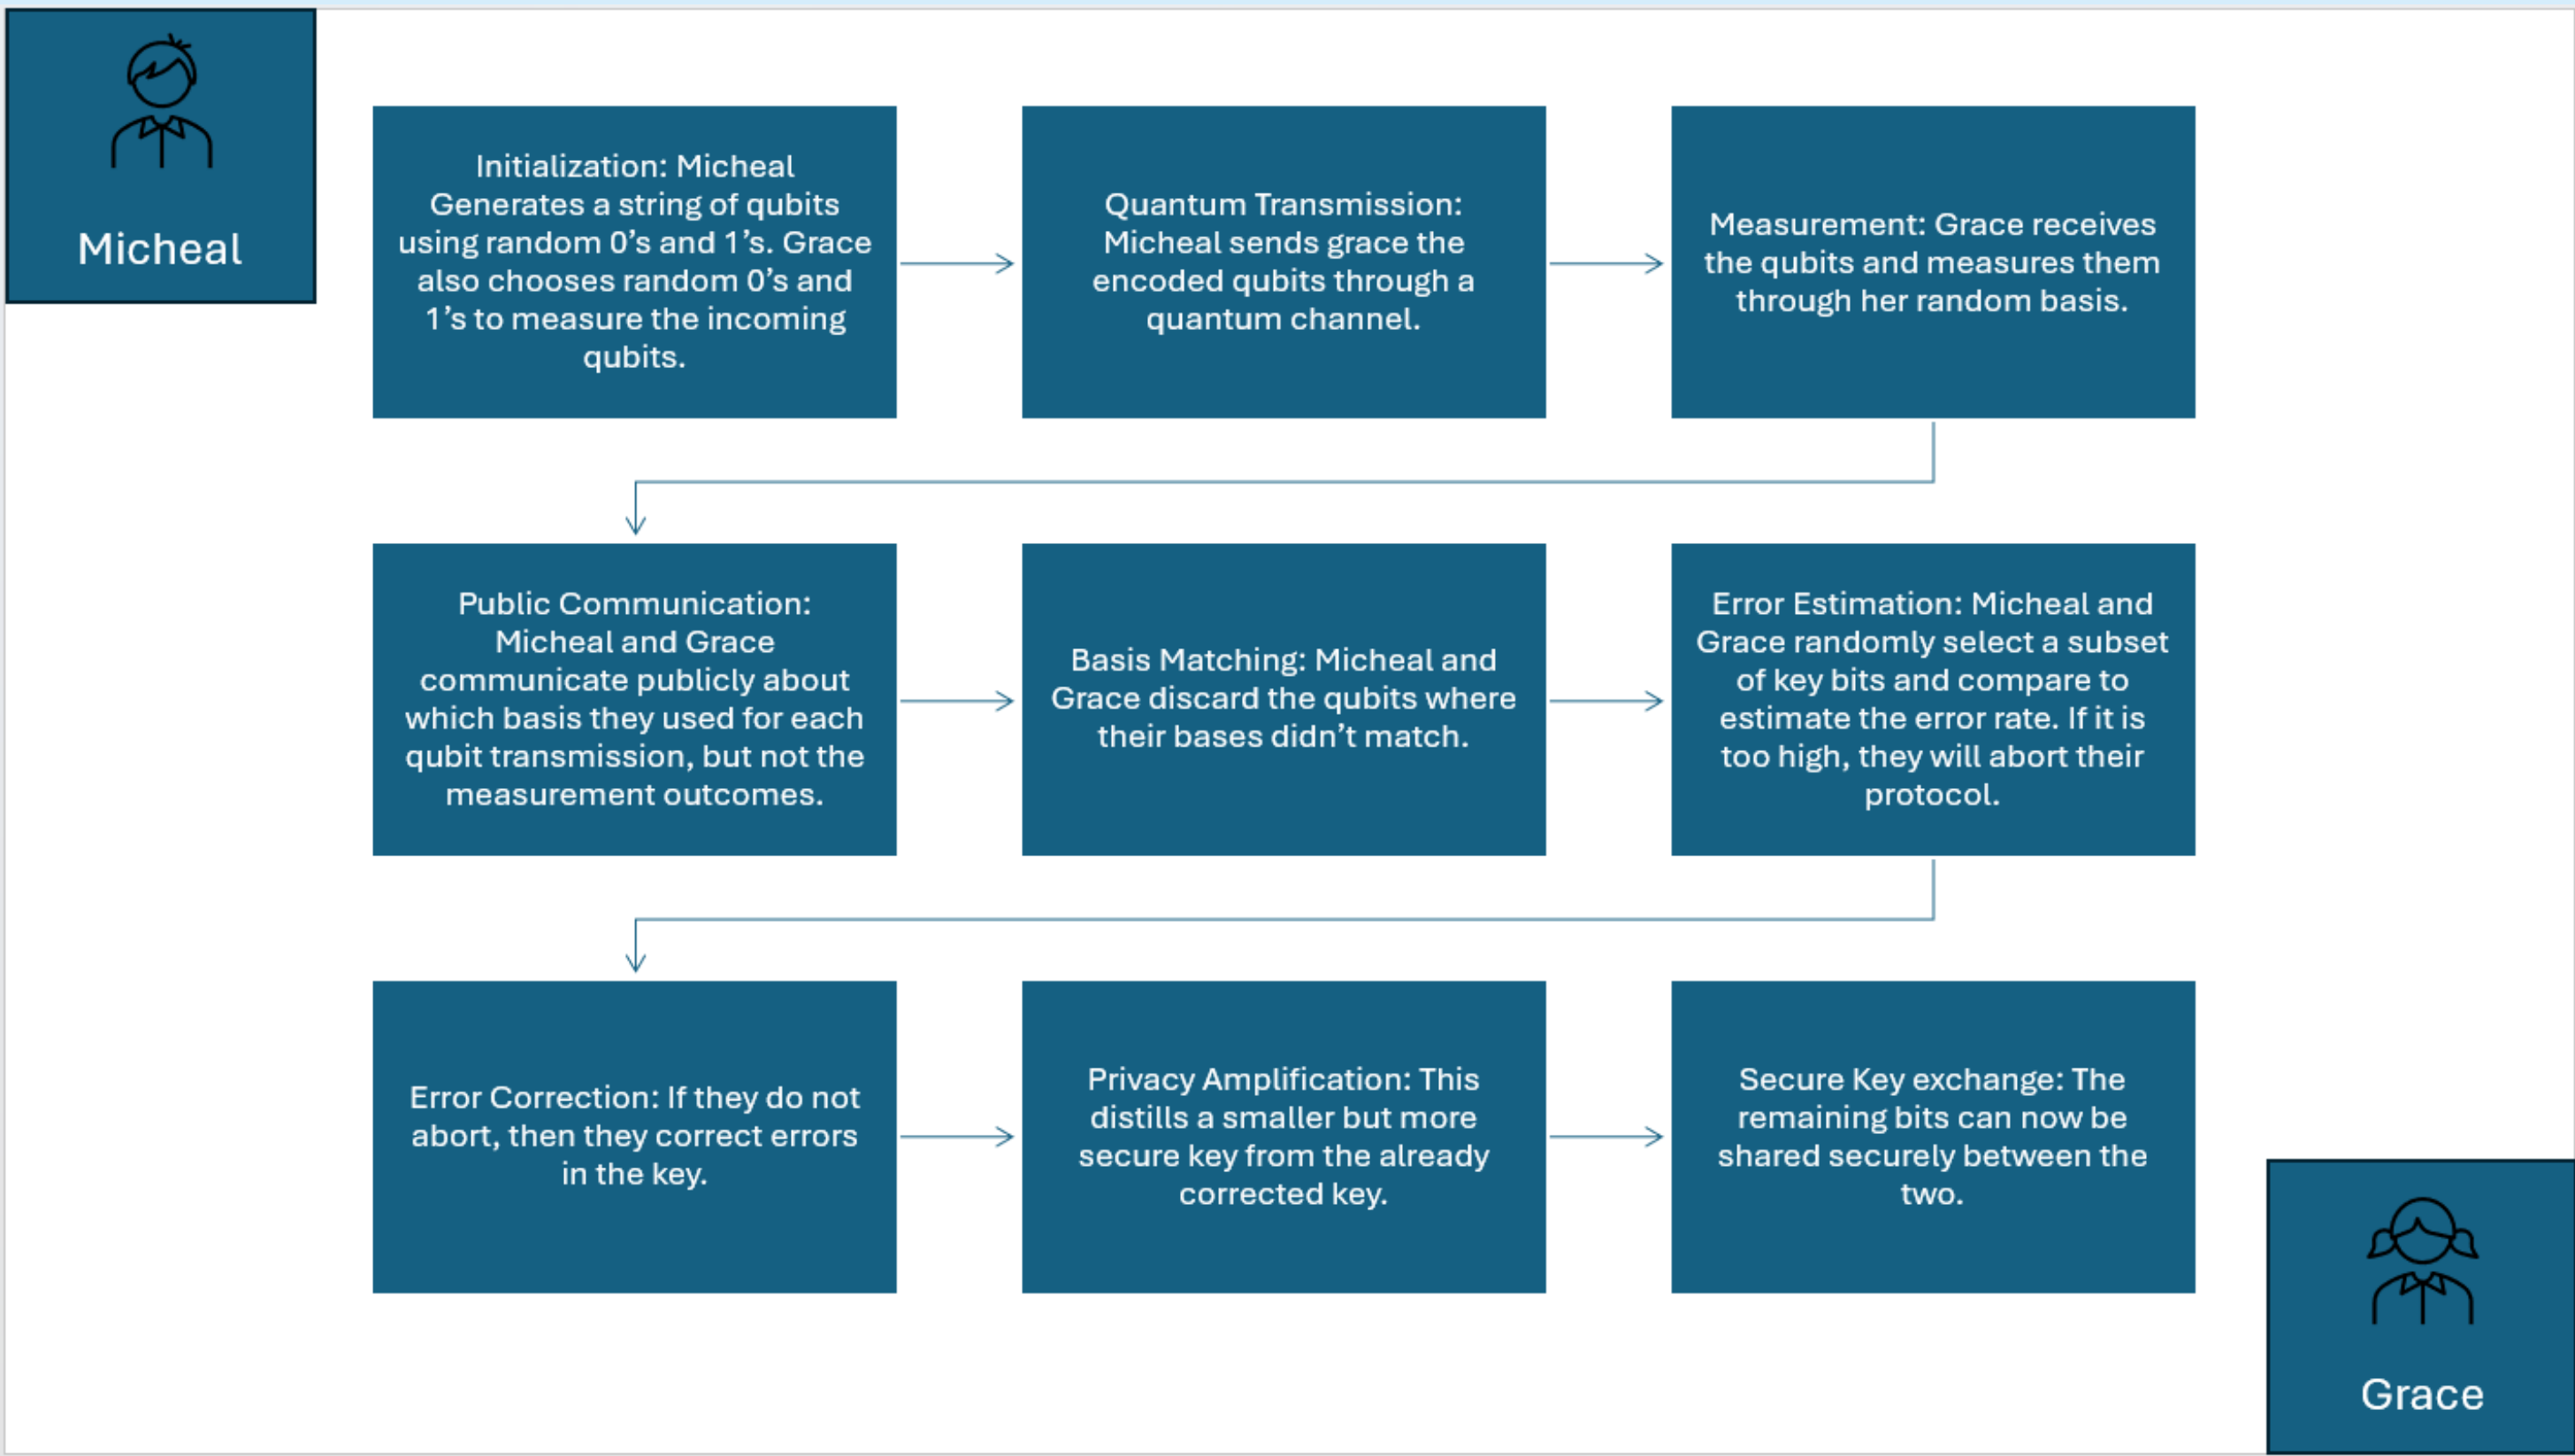 Micheal
Initialization: Micheal
Generates a string of qubits
using random 0’s and 1’s. Grace
also chooses random 0’s and
1’s to measure the incoming
qubits.
Quantum Transmission:
Micheal sends grace the
encoded qubits through a
quantum channel.
Measurement: Grace receives
the qubits and measures them
through her random basis.
Public Communication:
Micheal and Grace
communicate publicly about
which basis they used for each
qubit transmission, but not the
measurement outcomes.
Basis Matching: Micheal and
Grace discard the qubits where
their bases didn’t match.
Error Estimation: Micheal and
Grace randomly select a subset
of key bits and compare to
estimate the error rate. If it is
too high, they will abort their
protocol.
Error Correction: If they do not
abort, then they correct errors
in the key.
Privacy Amplification: This
distills a smaller but more
secure key from the already
corrected key.
Secure Key exchange: The
remaining bits can now be
shared securely between the
two.
Grace